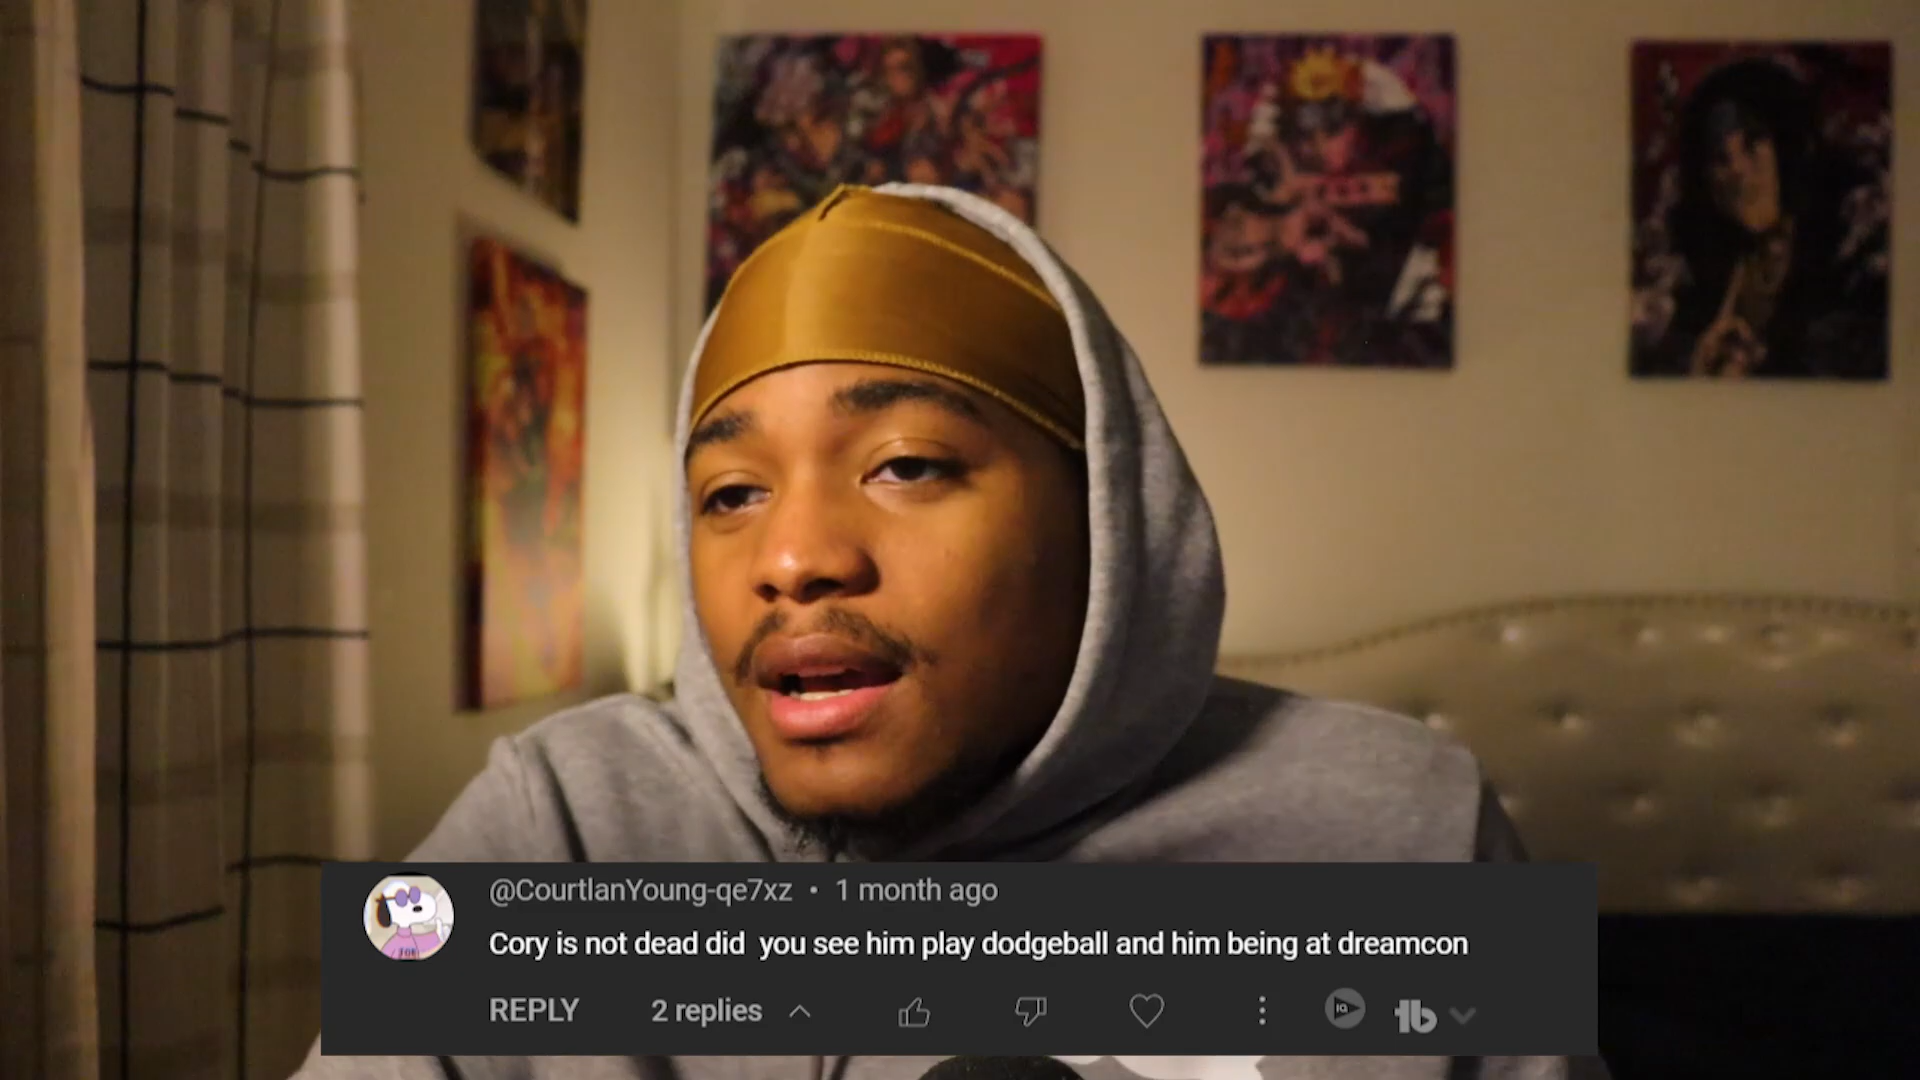 @CourtlanYoung-qe7xz • 1 month ago
Cory is not dead did  you see him play dodgeball and him being at dreamcon
REPLY 2 replies